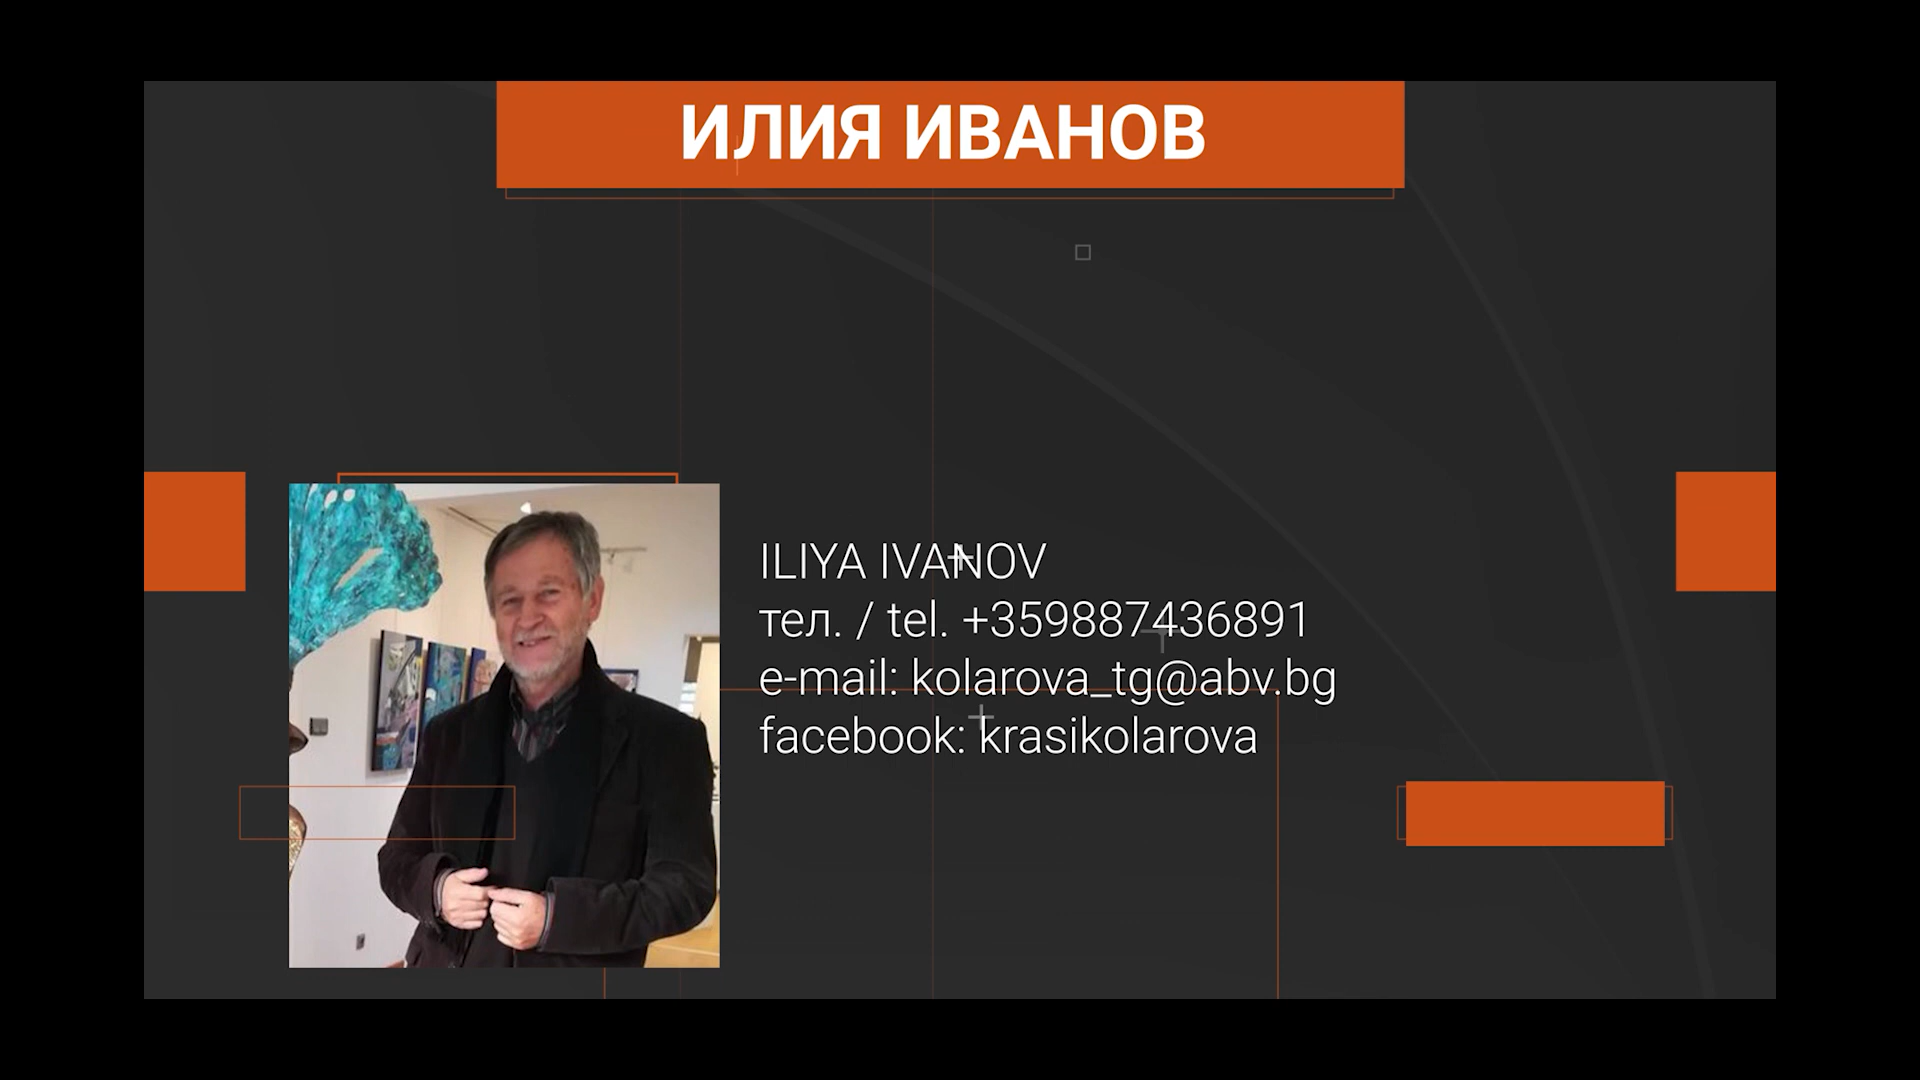 ИЛИЯ ИВАНОВ
ILIYA IVANOV
тел. / tel. +359887436891
e-mail: kolarova_tg@abv.bg
facebook: krasikolarova